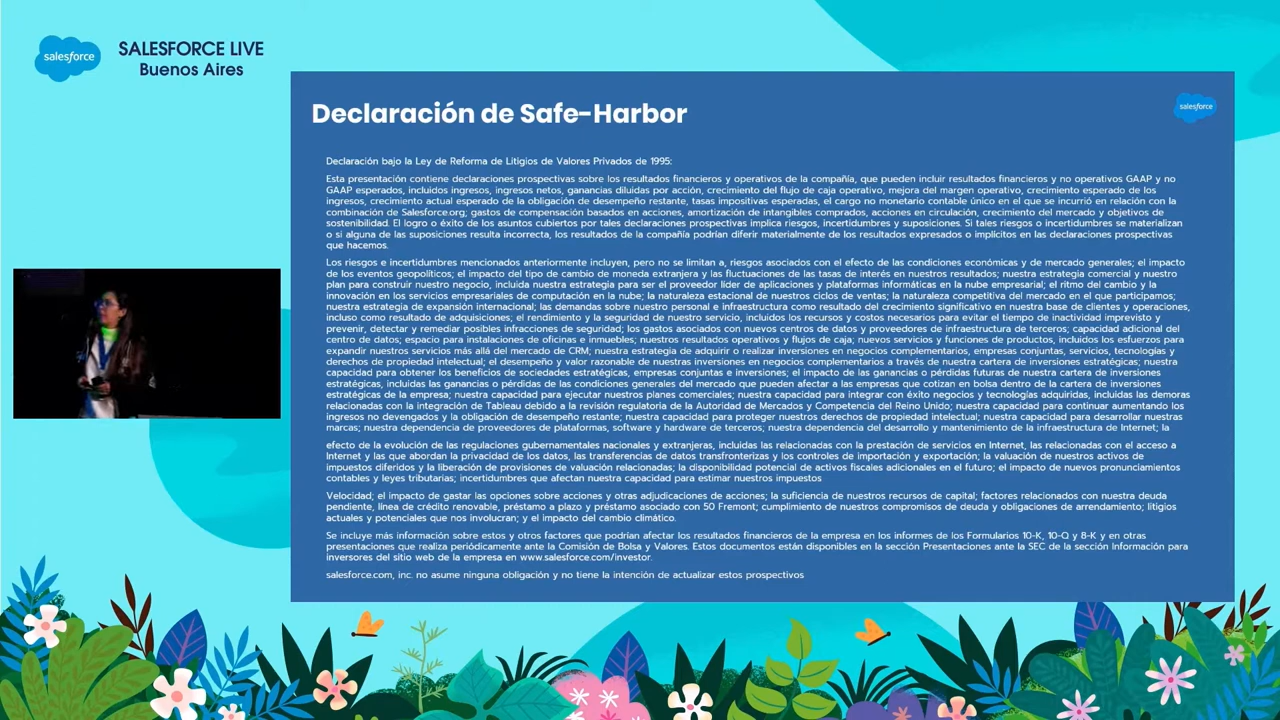 salesforce
SALESFORCE LIVE
Buenos Aires
Declaración de Safe-Harbor
salesforce
Declaración bajo la Ley de Reforma de Litigios de Valores Privados de 1995:
Esta presentación contiene declaraciones prospectivas sobre los resultados financieros y operativos de la compañía, que pueden incluir resultados financieros y no operativos GAAP y no
GAAP esperados, incluidos ingresos, ingresos netos, ganancias diluidas por acción, crecimiento del flujo de caja operativo, mejora del margen operativo, crecimiento esperado de los
ingresos, crecimiento actual esperado de la obligación de desempeño restante, tasas impositivas esperadas, el cargo no monetario contable único en el que se incurrió en relación con la
combinación de Salesforce.org; gastos de compensación basados en acciones, amortización de intangibles comprados, acciones en circulación, crecimiento del mercado y objetivos de
sostenibilidad. El logro o éxito de los asuntos cubiertos por tales declaraciones prospectivas implica riesgos, incertidumbres y suposiciones. Si tales riesgos o incertidumbres se materializan
o si alguna de las suposiciones resulta incorrecta, los resultados de la compañía podrían diferir materialmente de los resultados expresados o implícitos en las declaraciones prospectivas
que hacemos.
Los riesgos e incertidumbres mencionados anteriormente incluyen, pero no se limitan a, riesgos asociados con el efecto de las condiciones económicas y de mercado generales; el impacto
de los eventos geopolíticos; el impacto del tipo de cambio de moneda extranjera y las fluctuaciones de las tasas de interés en nuestros resultados; nuestra estrategia comercial y nuestro
plan para construir nuestro negocio, incluida nuestra estrategia para ser el proveedor líder de aplicaciones y plataformas informáticas en la nube empresarial; el ritmo del cambio y la
innovación en los servicios empresariales de computación en la nube; la naturaleza estacional de nuestros ciclos de ventas; la naturaleza competitiva del mercado en que participamos;
nuestra estrategia de expansión internacional; las demandas sobre nuestro personal e infraestructura como resultado del crecimiento significativo en nuestra base de clientes y operaciones,
incluso como resultado de adquisiciones; el rendimiento y la seguridad de nuestro servicio, incluidos los recursos y costos necesarios para evitar el tiempo de inactividad imprevisto y
prevenir, detectar y remediar posibles infracciones de seguridad; los gastos asociados con nuevos centros de datos y proveedores de infraestructura de terceros; capacidad adicional del
centro de datos; espacio para instalaciones de oficinas e inmuebles; nuestros resultados operativos y flujos de caja; nuevos servicios y funciones de productos, incluidos los esfuerzos para
expandir nuestros servicios más allá del mercado de CRM; nuestra estrategia de adquirir o realizar inversiones en negocios complementarios, empresas conjuntas, servicios, tecnologías y
derechos de propiedad intelectual; el desempeño y valor razonable de nuestras inversiones en negocios complementarios a través de nuestra cartera de inversiones estratégicas; nuestra
capacidad para obtener los beneficios de sociedades estratégicas, empresas conjuntas e inversiones; el impacto de las ganancias o pérdidas futuras de nuestra cartera de inversiones
estratégicas, incluidas las ganancias o pérdidas de las condiciones generales del mercado que pueden afectar a las empresas que cotizan en bolsa dentro de la cartera de inversiones
estratégicas de la empresa; nuestra capacidad para ejecutar nuestros planes comerciales; nuestra capacidad para integrar con éxito negocios y tecnologías adquiridas, incluidas las demoras
relacionadas con la integración de Tableau debido a la revisión regulatoria de la Autoridad de Mercados y Competencia del Reino Unido; nuestra capacidad para continuar aumentando los
ingresos no devengados y la obligación de desempeño restante; nuestra capacidad para proteger nuestros derechos de propiedad intelectual; nuestra capacidad para desarrollar nuestras
marcas; nuestra dependencia de proveedores de plataformas, software y hardware de terceros; nuestra dependencia del desarrollo y mantenimiento de la infraestructura de Internet; la
efecto de la evolución de las regulaciones gubernamentales nacionales y extranjeras, incluidas las relacionadas con la prestación de servicios en Internet, las relacionadas con el acceso a
Internet y las que abordan la privacidad de los datos, las transferencias de datos transfronterizas y los controles de importación y exportación; la valuación de nuestros activos de
impuestos diferidos y la liberación de provisiones de valuación relacionadas; la disponibilidad potencial de activos fiscales adicionales en el futuro; el impacto de nuevos pronunciamientos
contables y leyes tributarias; incertidumbres que afectan nuestra capacidad para estimar nuestros impuestos
Velocidad; el impacto de gastar las opciones sobre acciones y otras adjudicaciones de acciones; la suficiencia de nuestros recursos de capital; factores relacionados con nuestra deuda
pendiente, línea de crédito renovable, préstamo a plazo y préstamo asociado con 50 Fremont; cumplimiento de nuestros compromisos de deuda y obligaciones de arrendamiento; litigios
actuales y potenciales que nos involucran; y el impacto del cambio climático.
Se incluye más información sobre estos y otros factores que podrían afectar los resultados financieros de la empresa en los informes de los Formularios 10-K, 10-Q y 8-K y en otras
presentaciones que realiza periódicamente ante la Comisión de Bolsa y Valores. Estos documentos están disponibles en la sección Presentaciones ante la SEC de la sección Información para
inversores del sitio web de la empresa en www.salesforce.com/investor.
salesforce.com, inc. no asume ninguna obligación y no tiene la intención de actualizar estos prospectivos